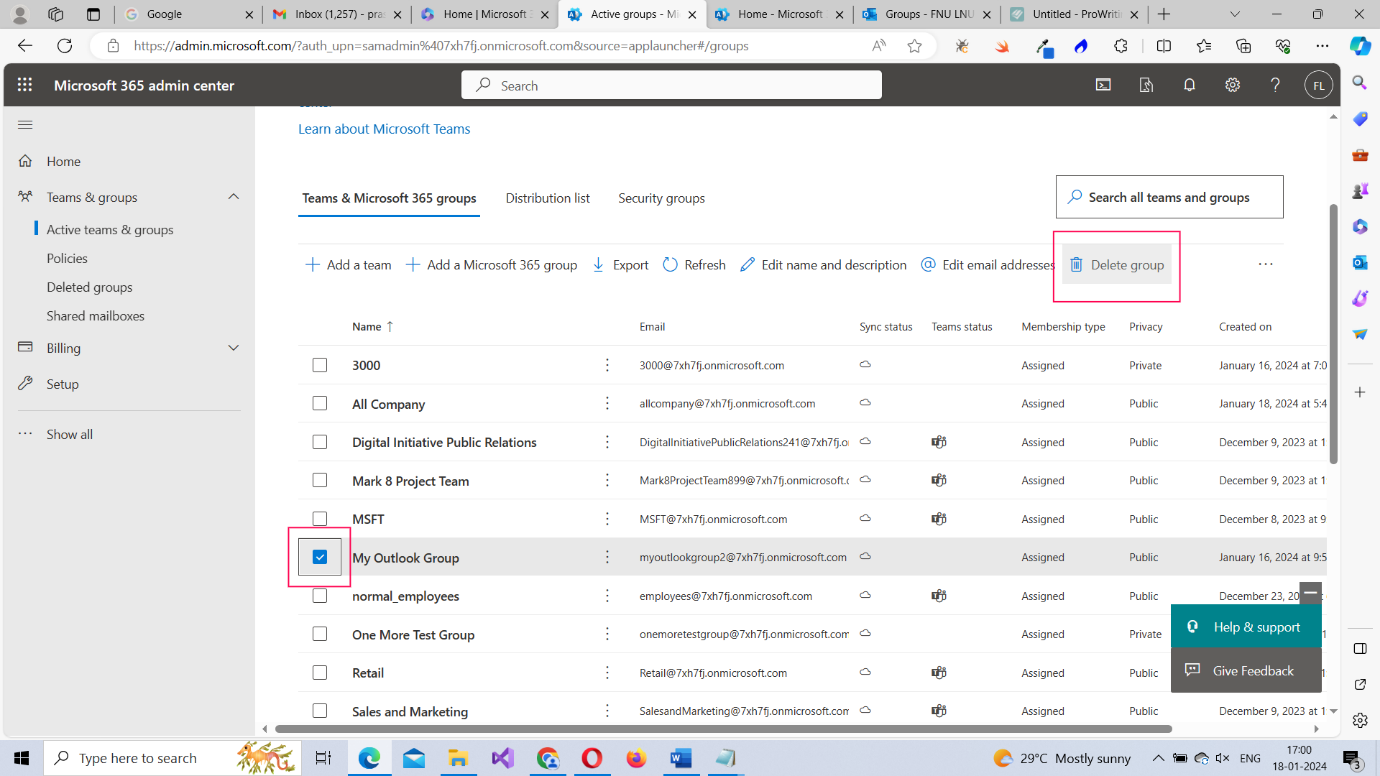 Google
Inbox (1,257) - pra
Home | Microsoft
Active groups - Mi
Home - Microsoft
Groups - FNU LNU
Untitled - ProWriti
https://admin.microsoft.com/?auth_upn=samadmin%407xh7fj.onmicrosoft.com&source=applauncher#/groups
Microsoft 365 admin center
Search
FL
Learn about Microsoft Teams
Home
Teams & groups
Active teams & groups
Policies
Deleted groups
Shared mailboxes
Billing
Setup
Show all
Teams & Microsoft 365 groups
Distribution list
Security groups
Search all teams and groups
Add a team
Add a Microsoft 365 group
Export
Refresh
Edit name and description
Edit email addresses
Delete group
Name ↑ Email Sync status Teams status Membership type Privacy Created on
3000 3000@7xh7fj.onmicrosoft.com Assigned Private January 16, 2024 at 7:0
All Company allcompany@7xh7fj.onmicrosoft.com Assigned Public January 18, 2024 at 5:4
Digital Initiative Public Relations DigitalInitiativePublicRelations241@7xh7fj.o Assigned Public December 9, 2023 at 1
Mark 8 Project Team Mark8ProjectTeam899@7xh7fj.onmicrosoft.c Assigned Public December 9, 2023 at 1
MSFT MSFT@7xh7fj.onmicrosoft.com Assigned Public December 8, 2023 at 9
My Outlook Group myoutlookgroup2@7xh7fj.onmicrosoft.com Assigned Public January 16, 2024 at 9:5
normal_employees employees@7xh7fj.onmicrosoft.com Assigned Public December 23, 20
One More Test Group onemoretestgroup@7xh7fj.onmicrosoft.com Assigned Private
Retail Retail@7xh7fj.onmicrosoft.com Assigned Public
Sales and Marketing SalesandMarketing@7xh7fj.onmicrosoft.com Assigned Public December 9, 2023 at 1
Help & support
Give Feedback
Type here to search
29°C Mostly sunny
ENG
17:00
18-01-2024
3